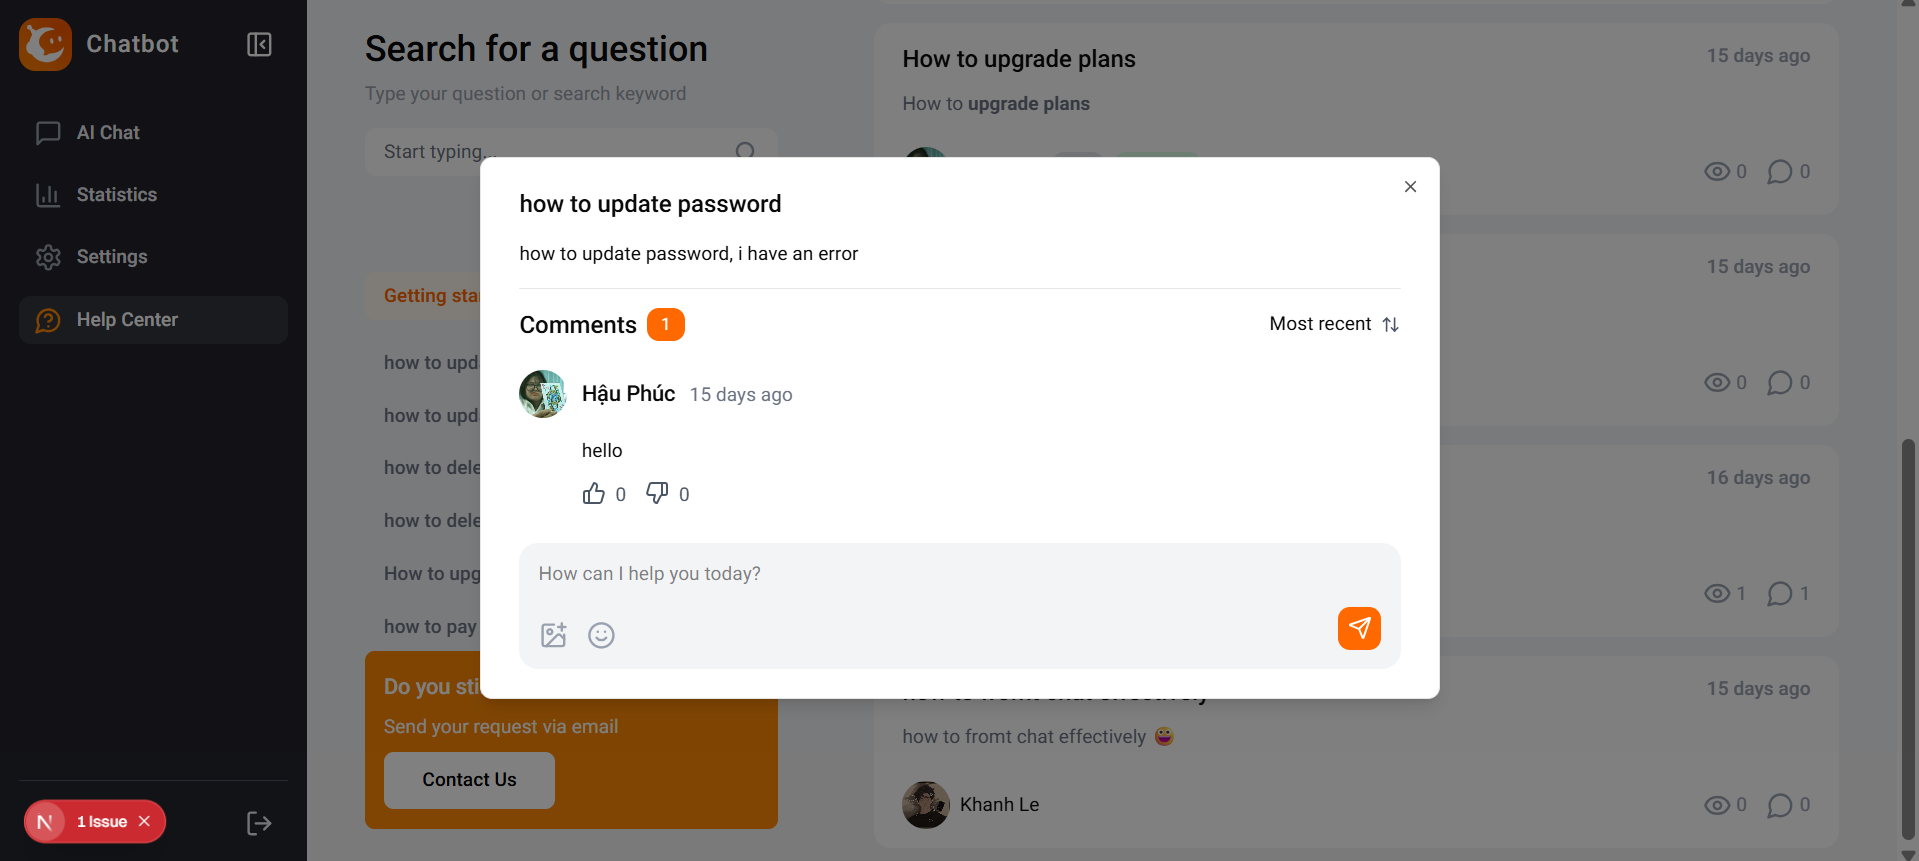 Chatbot
AI Chat
Statistics
Settings
Help Center
1 Issue
Search for a question
Type your question or search keyword
Start typing...
Getting sta
how to upd
how to upd
how to dele
how to dele
How to upg
how to pay
Do you sti
Send your request via email
Contact Us
How to upgrade plans
15 days ago
How to upgrade plans
0 0
15 days ago
0 0
16 days ago
1 1
15 days ago
how to fromt chat effectively
how to fromt chat effectively 😀
Khanh Le
0 0
how to update password
how to update password, i have an error
Comments 1
Most recent
Hậu Phúc 15 days ago
hello
0 0
How can I help you today?